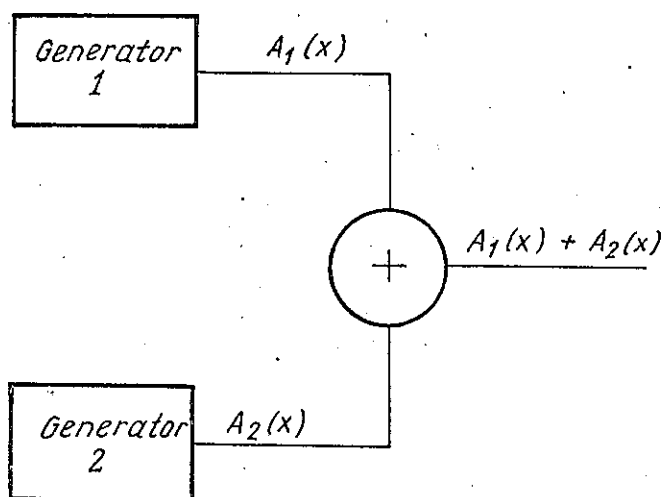 Generator
1
A₁(x)
+
A₁(x) + A₂(x)
Generator
2
A₂(x)